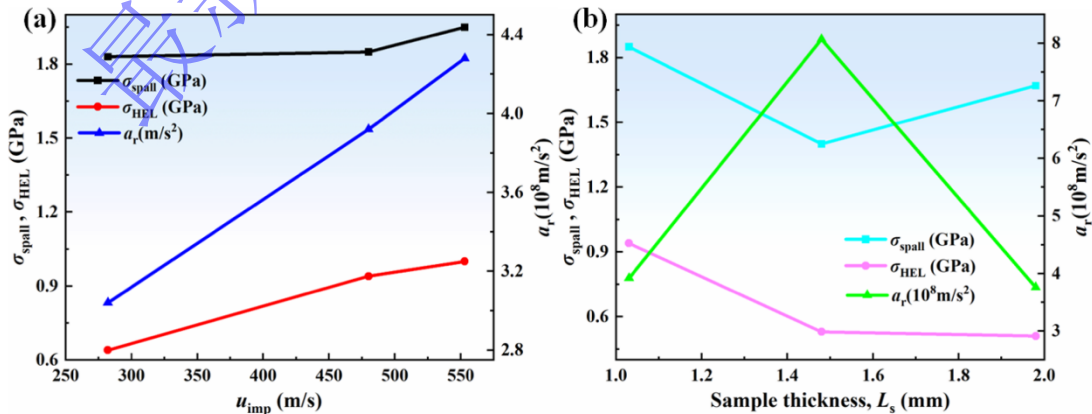 (a)
σspall (GPa)
σHEL (GPa)
ar(m/s²)
1.8
1.5
1.2
0.9
0.6
σspall , σHEL (GPa)
4.4
4.0
3.6
3.2
2.8
ar(10⁸m/s²)
250 300 350 400 450 500 550
uimp (m/s)
(b)
σspall (GPa)
σHEL (GPa)
ar(10⁸m/s²)
1.8
1.5
1.2
0.9
0.6
σspall , σHEL (GPa)
8
7
6
5
4
3
ar(10⁸m/s²)
1.0 1.2 1.4 1.6 1.8 2.0
Sample thickness, Ls (mm)